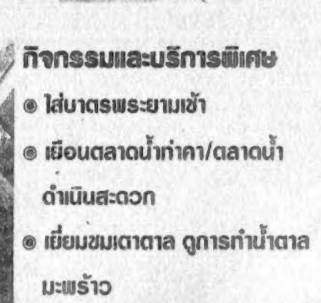 กิจกรรมและบริการพิเศษ
◉ ใส่บาตรพระยามเช้า
◉ เยือนตลาดน้ำท่าคา/ตลาดน้ำ
ดำเนินสะดวก
◉ เยี่ยมชมเตาตาล ดูการทำน้ำตาล
มะพร้าว